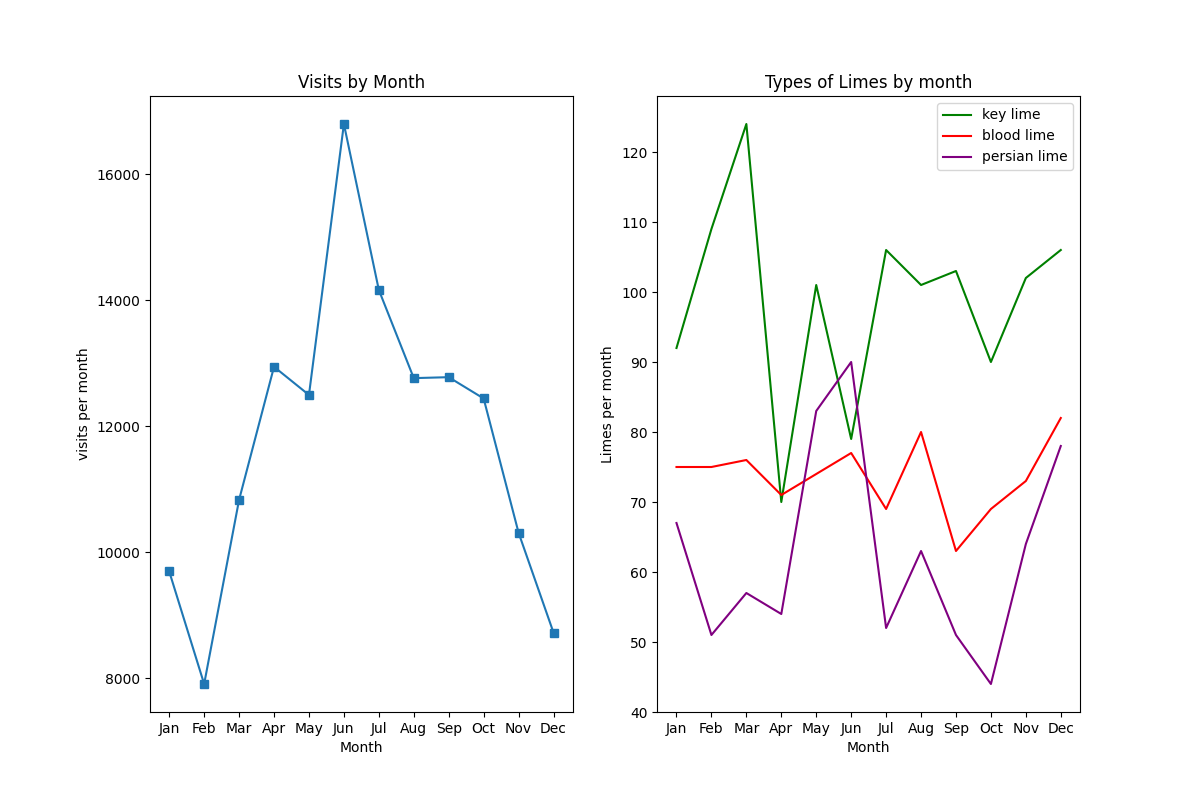 Visits by Month
visits per month
16000
14000
12000
10000
8000
Jan Feb Mar Apr May Jun Jul Aug Sep Oct Nov Dec
Month
Types of Limes by month
key lime
blood lime
persian lime
Limes per month
120
110
100
90
80
70
60
50
40
Jan Feb Mar Apr May Jun Jul Aug Sep Oct Nov Dec
Month